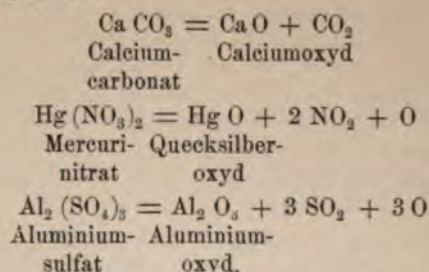 Ca CO₃ = Ca O + CO₂
Calcium- Calciumoxyd
carbonat
Hg (NO₃)₂ = Hg O + 2 NO₂ + O
Mercuri- Quecksilber-
nitrat oxyd
Al₂ (SO₄)₃ = Al₂ O₃ + 3 SO₂ + 3 O
Aluminium- Aluminium-
sulfat oxyd.